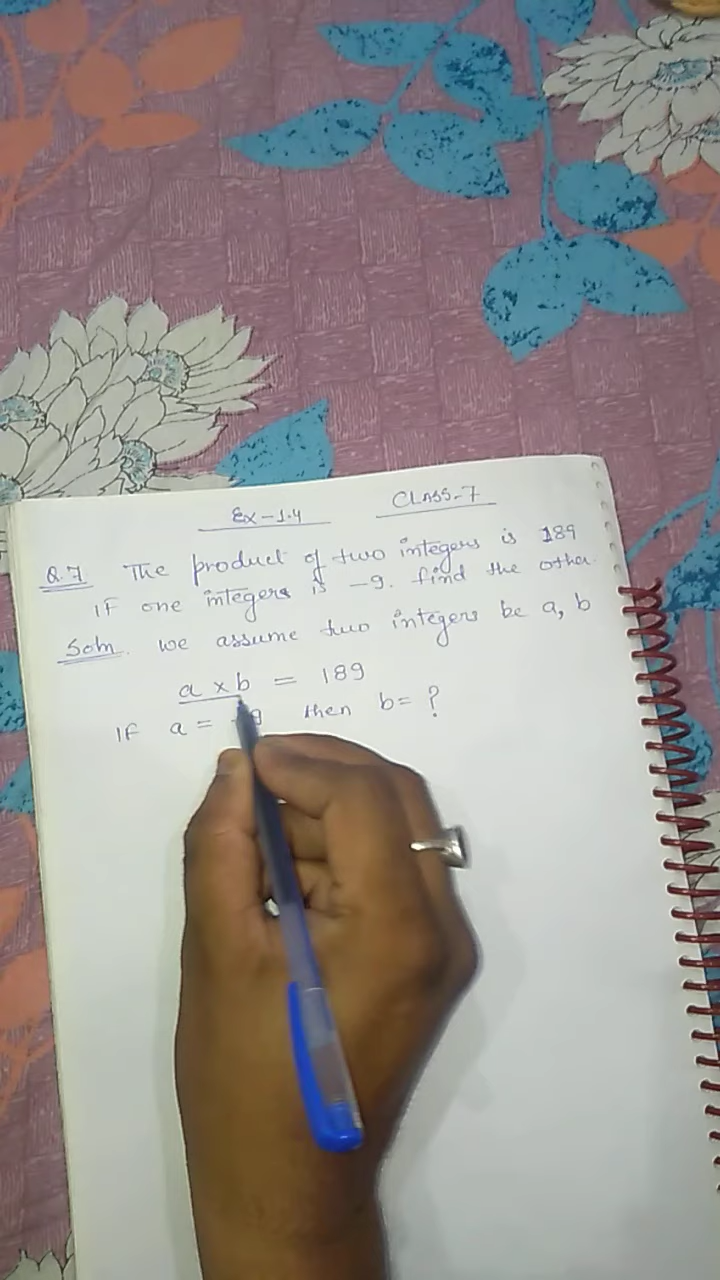 Ex-1.4 CLASS-7
Q.7 The product of two integers is 189
IF one integers is -9. find the other.
Soln. we assume two integers be a, b
a × b = 189
IF a = 9 then b= ?